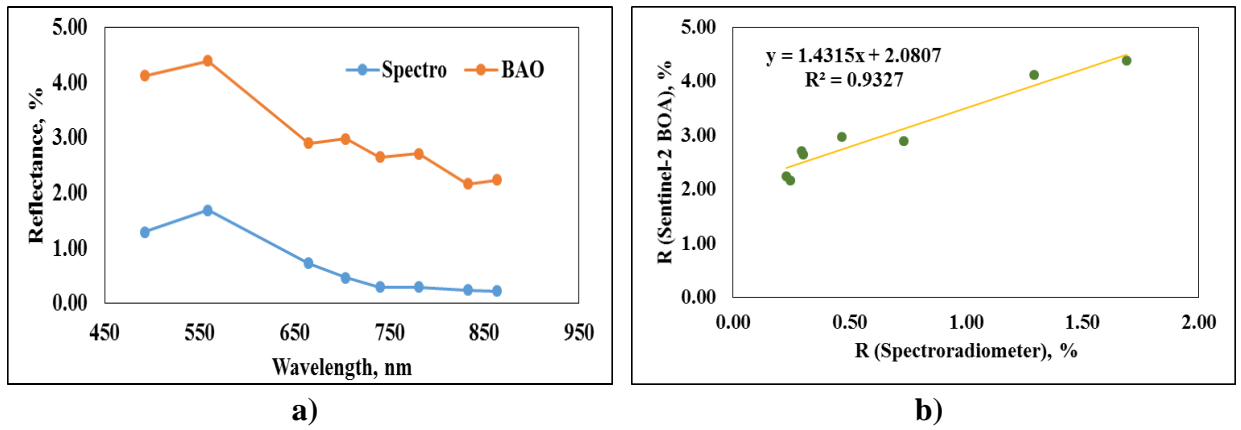 5.00
4.00
3.00
2.00
1.00
0.00
Reflectance, %
Spectro BAO
450 550 650 750 850 950
Wavelength, nm
a)
5.00
4.00
3.00
2.00
1.00
0.00
R (Sentinel-2 BOA), %
y = 1.4315x + 2.0807
R² = 0.9327
0.00 0.50 1.00 1.50 2.00
R (Spectroradiometer), %
b)